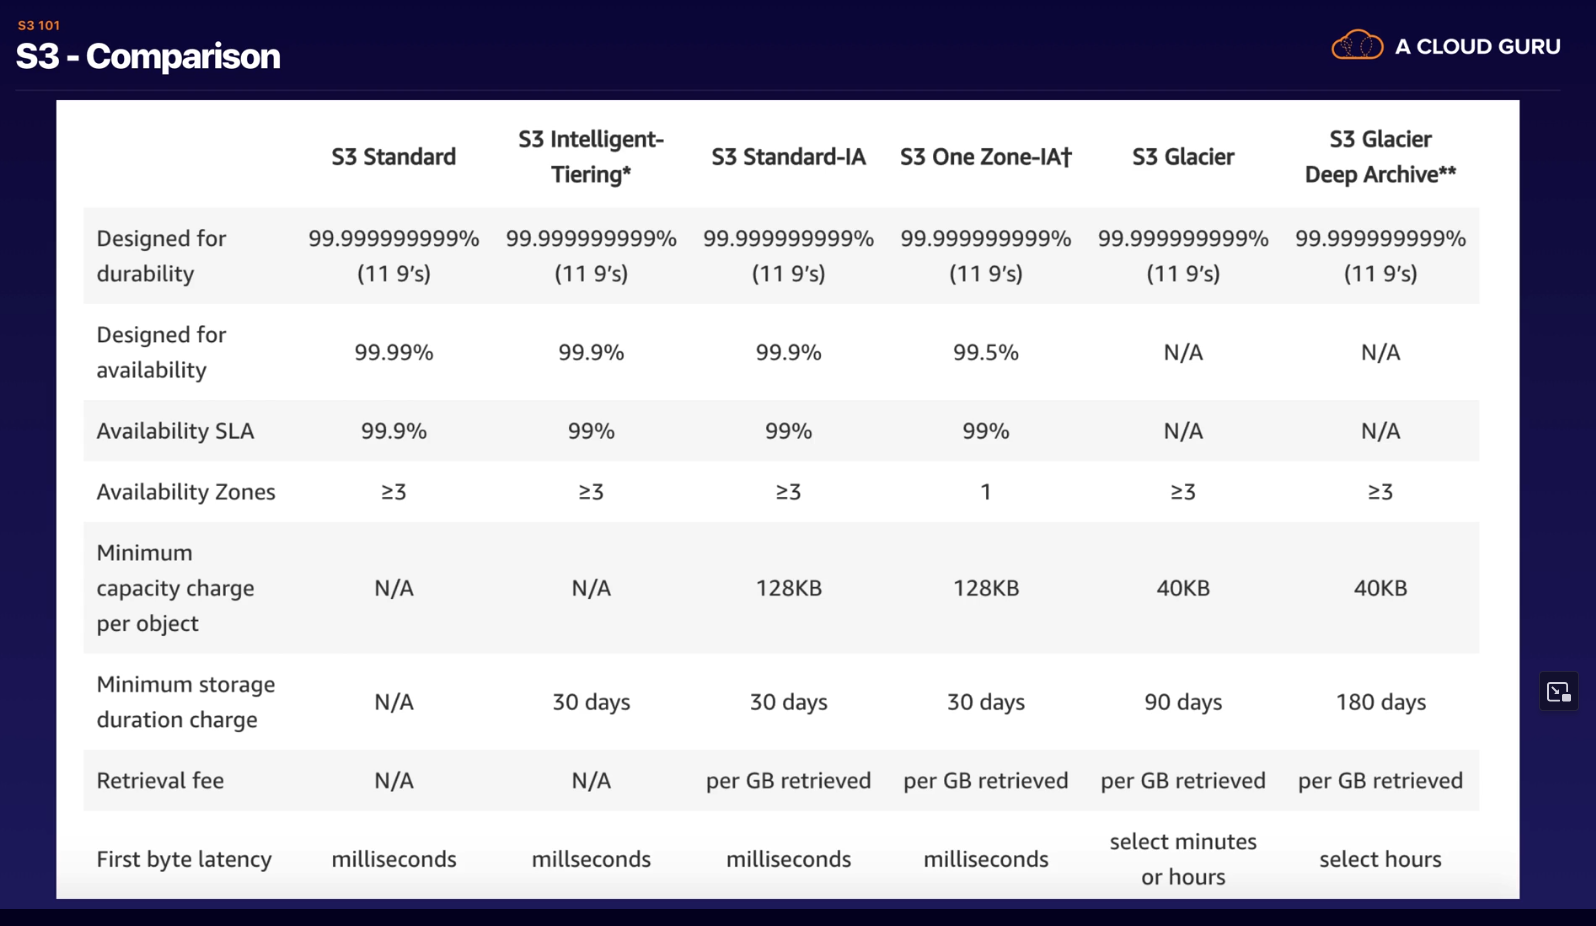 S3 101
S3 - Comparison
A CLOUD GURU
S3 Standard
S3 Intelligent-
Tiering*
S3 Standard-IA
S3 One Zone-IA†
S3 Glacier
S3 Glacier
Deep Archive**
Designed for
durability
99.999999999%
(11 9’s)
99.999999999%
(11 9’s)
99.999999999%
(11 9’s)
99.999999999%
(11 9’s)
99.999999999%
(11 9’s)
99.999999999%
(11 9’s)
Designed for
availability
99.99%
99.9%
99.9%
99.5%
N/A
N/A
Availability SLA
99.9%
99%
99%
99%
N/A
N/A
Availability Zones
≥3
≥3
≥3
1
≥3
≥3
Minimum
capacity charge
per object
N/A
N/A
128KB
128KB
40KB
40KB
Minimum storage
duration charge
N/A
30 days
30 days
30 days
90 days
180 days
Retrieval fee
N/A
N/A
per GB retrieved
per GB retrieved
per GB retrieved
per GB retrieved
First byte latency
milliseconds
millseconds
milliseconds
milliseconds
select minutes
or hours
select hours